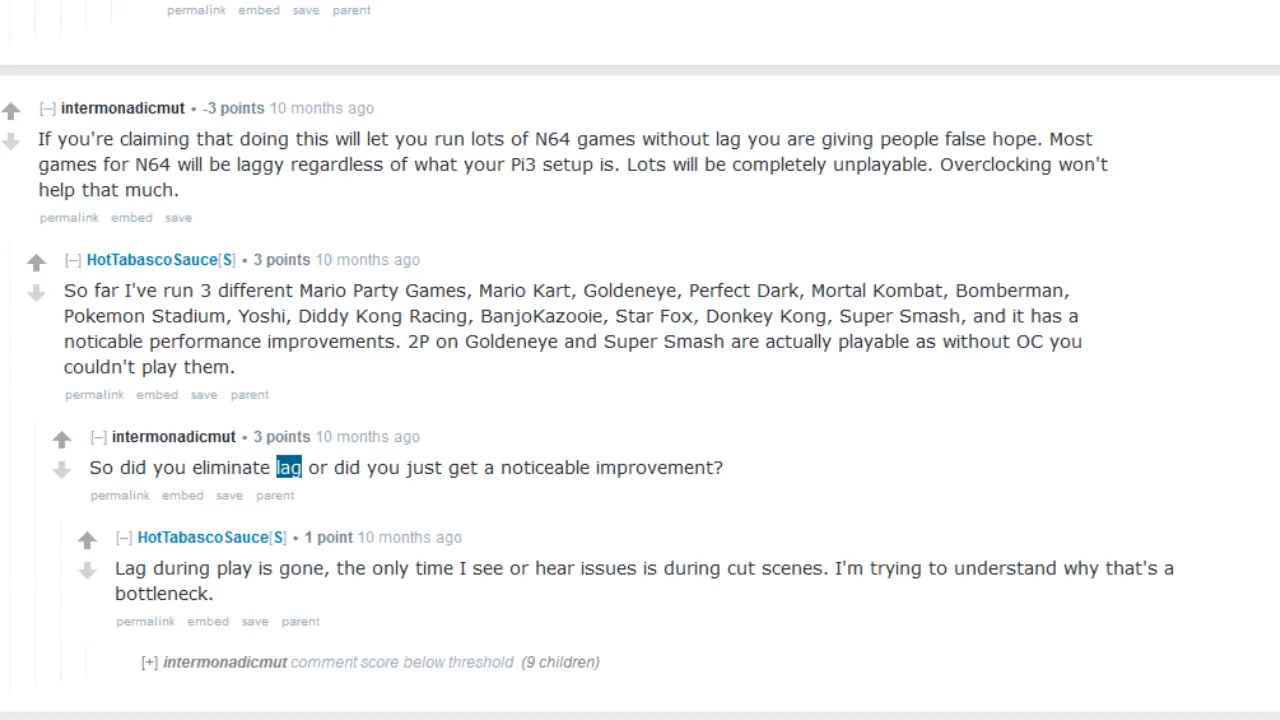 permalink embed save parent
[–] intermonadicmut • -3 points 10 months ago
If you're claiming that doing this will let you run lots of N64 games without lag you are giving people false hope. Most
games for N64 will be laggy regardless of what your Pi3 setup is. Lots will be completely unplayable. Overclocking won't
help that much.
permalink embed save
[–] HotTabascoSauce[S] • 3 points 10 months ago
So far I've run 3 different Mario Party Games, Mario Kart, Goldeneye, Perfect Dark, Mortal Kombat, Bomberman,
Pokemon Stadium, Yoshi, Diddy Kong Racing, BanjoKazooie, Star Fox, Donkey Kong, Super Smash, and it has a
noticable performance improvements. 2P on Goldeneye and Super Smash are actually playable as without OC you
couldn't play them.
permalink embed save parent
[–] intermonadicmut • 3 points 10 months ago
So did you eliminate lag or did you just get a noticeable improvement?
permalink embed save parent
[–] HotTabascoSauce[S] • 1 point 10 months ago
Lag during play is gone, the only time I see or hear issues is during cut scenes. I'm trying to understand why that's a
bottleneck.
permalink embed save parent
[+] intermonadicmut comment score below threshold (9 children)